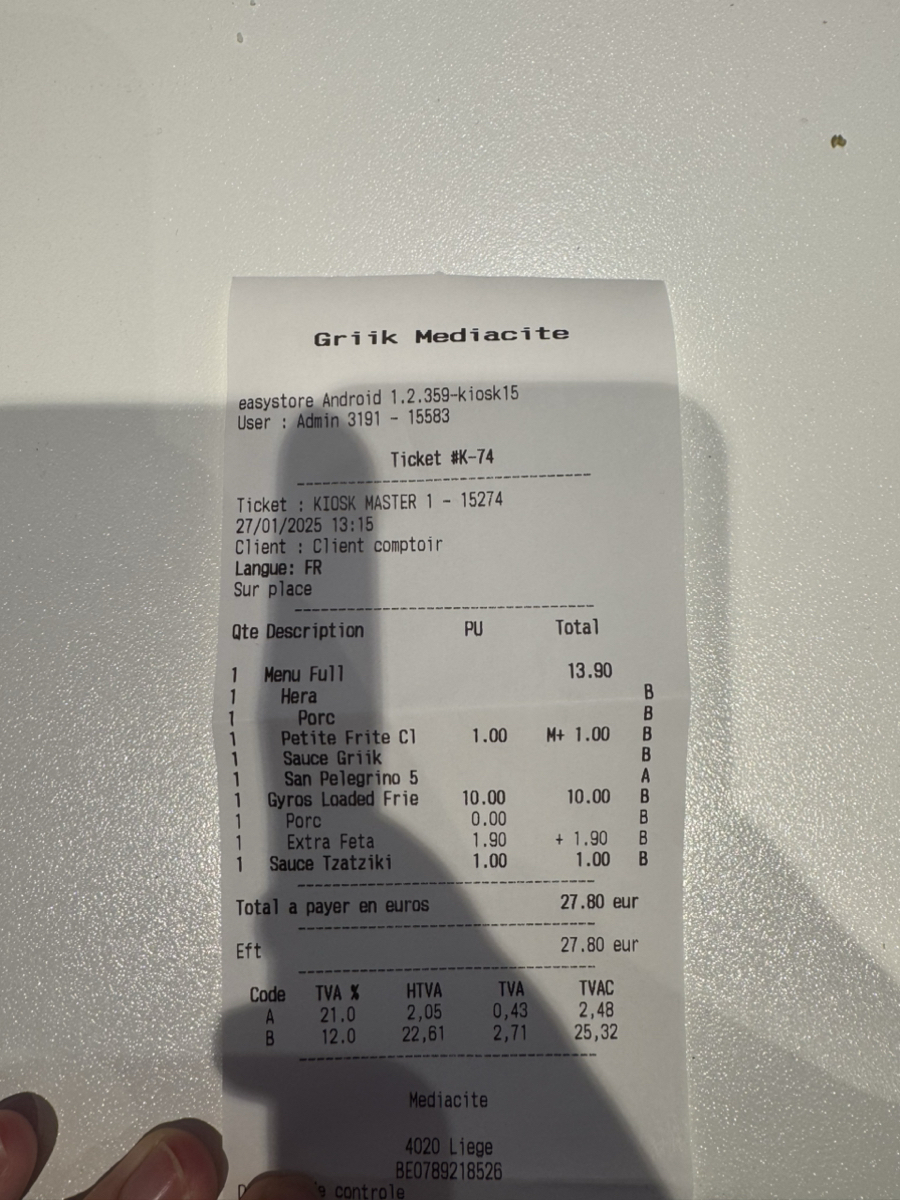 Griik Mediacite
easystore Android 1.2.359-kiosk15
User : Admin 3191 - 15583
Ticket #K-74
Ticket : KIOSK MASTER 1 - 15274
27/01/2025 13:15
Client : Client comptoir
Langue: FR
Sur place
Qte Description PU Total
1 Menu Full 13.90
1 Hera B
1 Porc B
1 Petite Frite Cl 1.00 M+ 1.00 B
1 Sauce Griik B
1 San Pelegrino 5 A
1 Gyros Loaded Frie 10.00 10.00 B
1 Porc 0.00 B
1 Extra Feta 1.90 + 1.90 B
1 Sauce Tzatziki 1.00 1.00 B
Total a payer en euros 27.80 eur
Eft 27.80 eur
Code TVA % HTVA TVA TVAC
A 21.0 2,05 0,43 2,48
B 12.0 22,61 2,71 25,32
Mediacite
4020 Liege
BE0789218526
controle